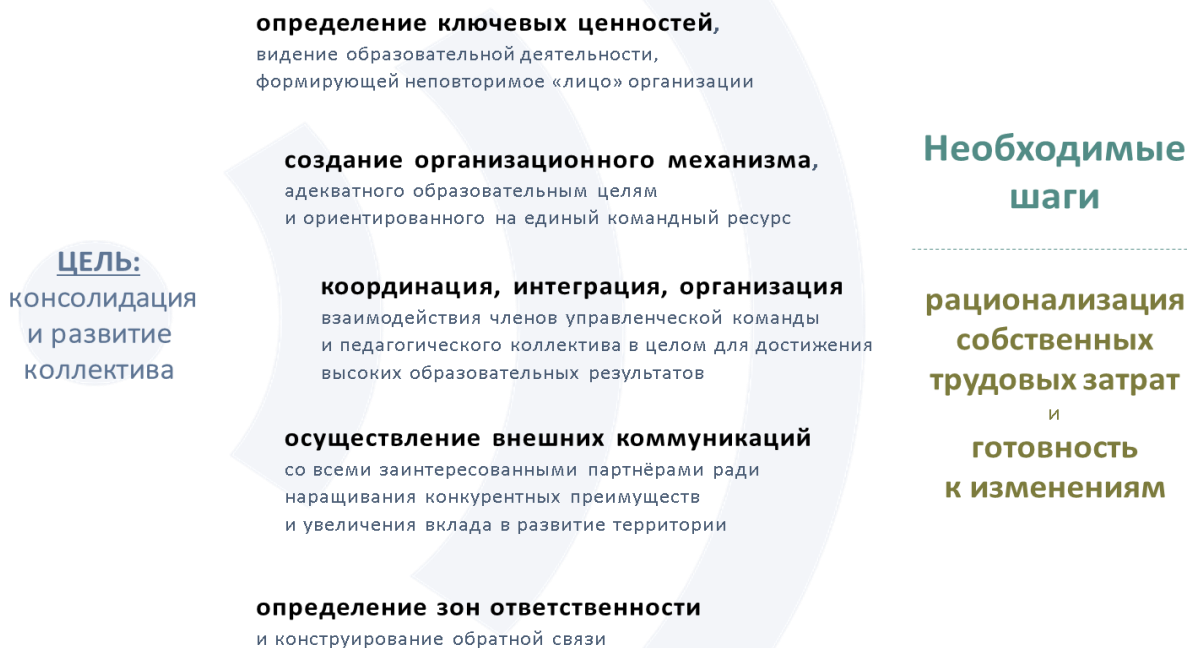 определение ключевых ценностей,
видение образовательной деятельности,
формирующей неповторимое «лицо» организации
создание организационного механизма,
адекватного образовательным целям
и ориентированного на единый командный ресурс
ЦЕЛЬ:
консолидация
и развитие
коллектива
координация, интеграция, организация
взаимодействия членов управленческой команды
и педагогического коллектива в целом для достижения
высоких образовательных результатов
осуществление внешних коммуникаций
со всеми заинтересованными партнёрами ради
наращивания конкурентных преимуществ
и увеличения вклада в развитие территории
определение зон ответственности
и конструирование обратной связи
Необходимые
шаги
рационализация
собственных
трудовых затрат
и
готовность
к изменениям